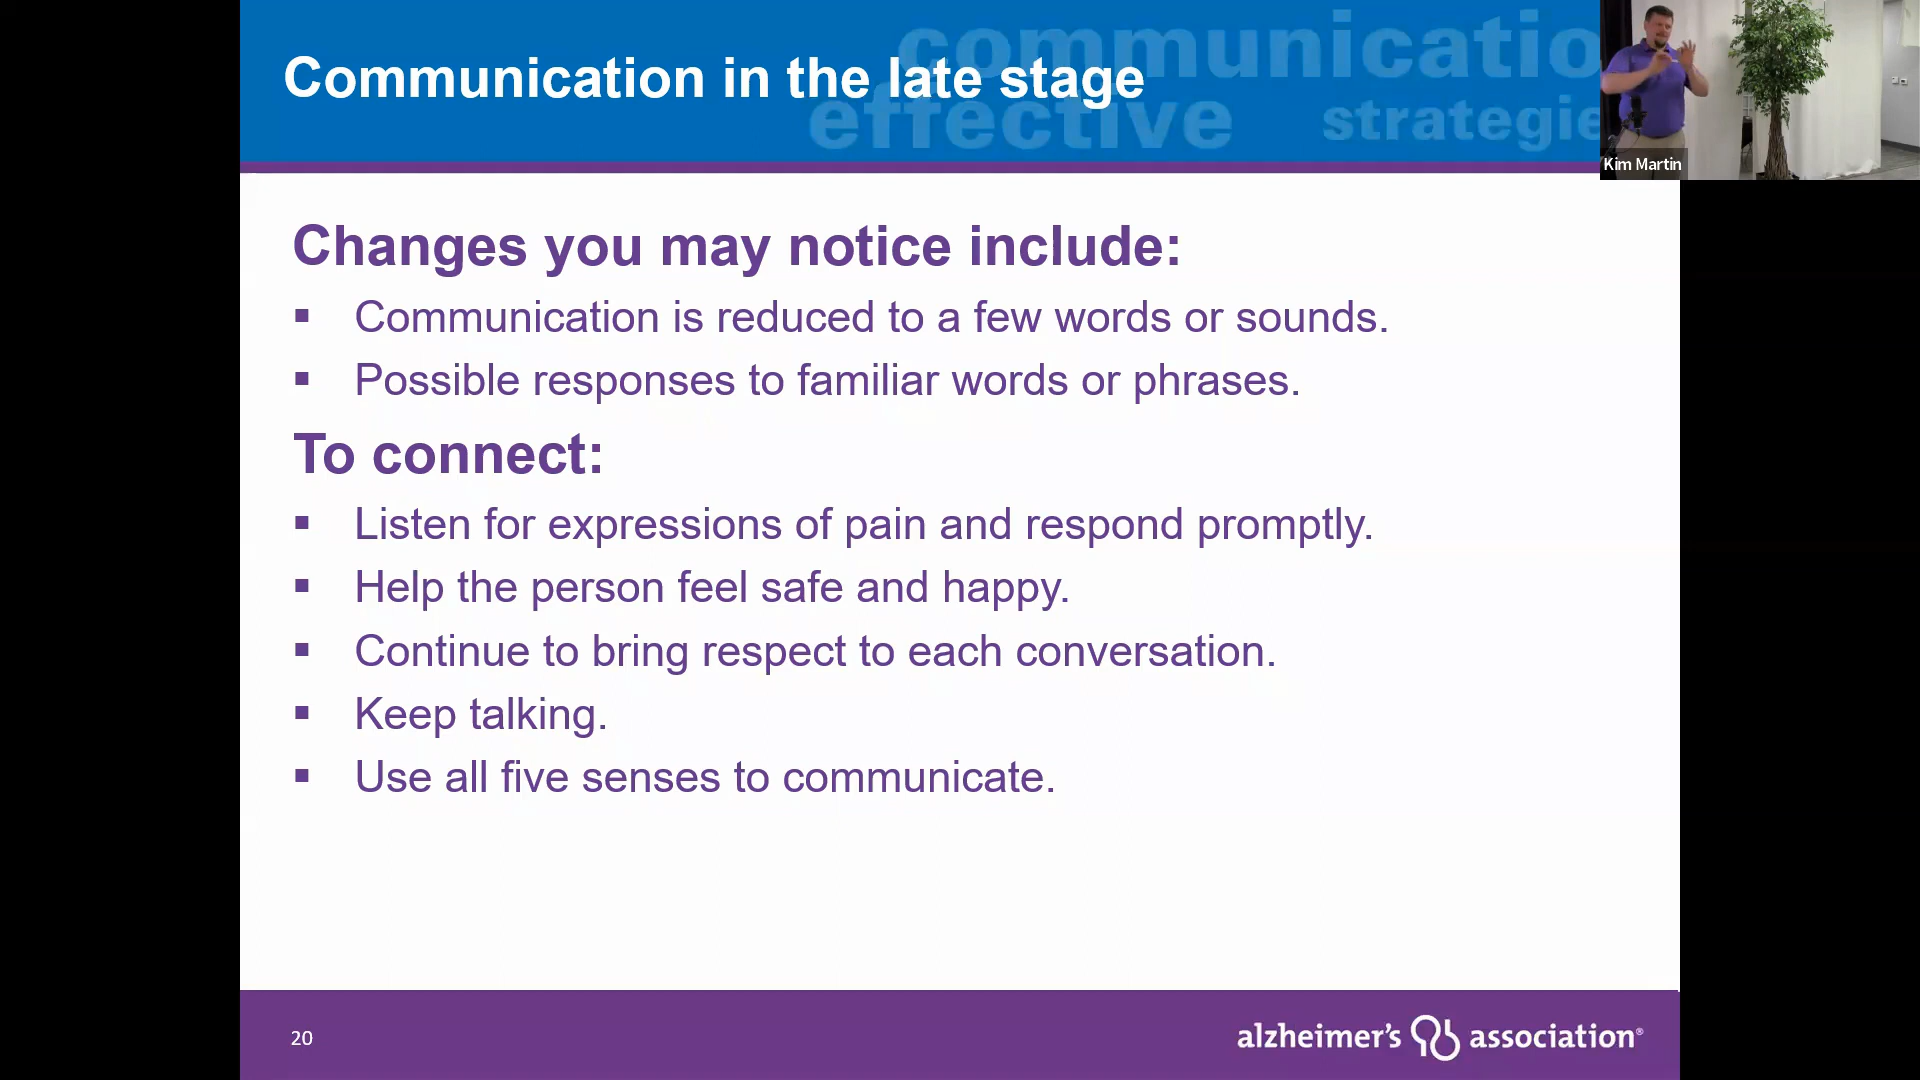 communicatio
Communication in the late stage
effective strategie
Kim Martin
Changes you may notice include:
▪ Communication is reduced to a few words or sounds.
▪ Possible responses to familiar words or phrases.
To connect:
▪ Listen for expressions of pain and respond promptly.
▪ Help the person feel safe and happy.
▪ Continue to bring respect to each conversation.
▪ Keep talking.
▪ Use all five senses to communicate.
20
alzheimer's association®